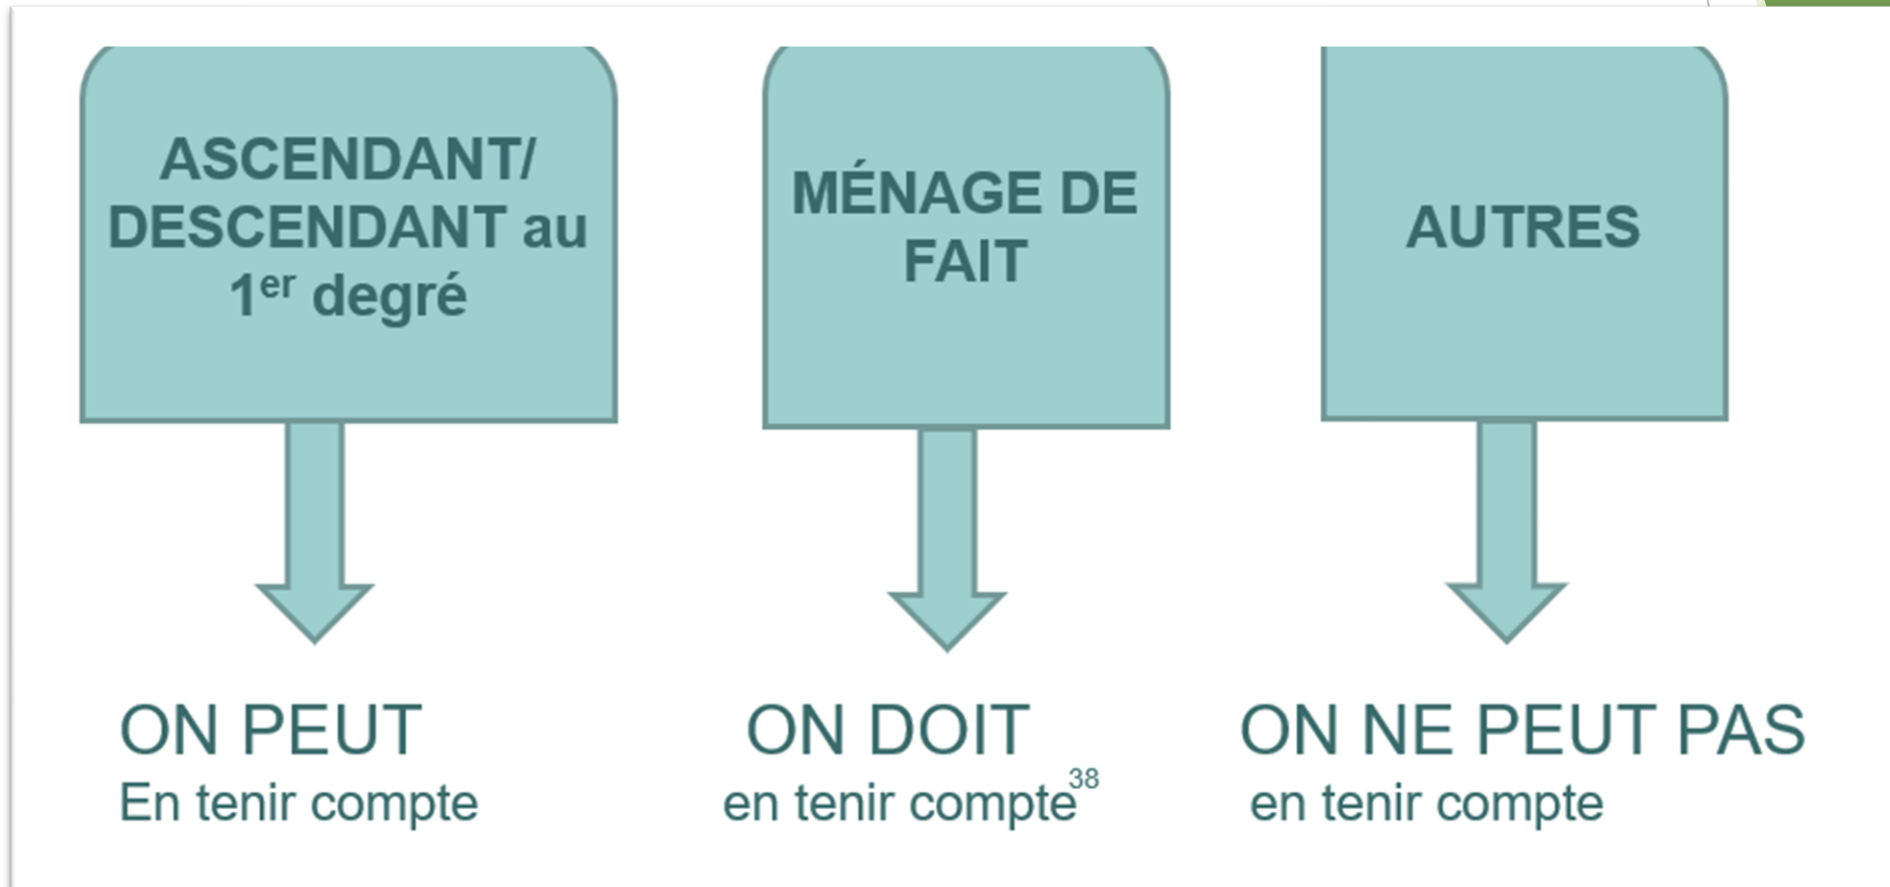 ASCENDANT/
DESCENDANT au
1er degré
MÉNAGE DE
FAIT
AUTRES
ON PEUT
En tenir compte
ON DOIT
en tenir compte38
ON NE PEUT PAS
en tenir compte